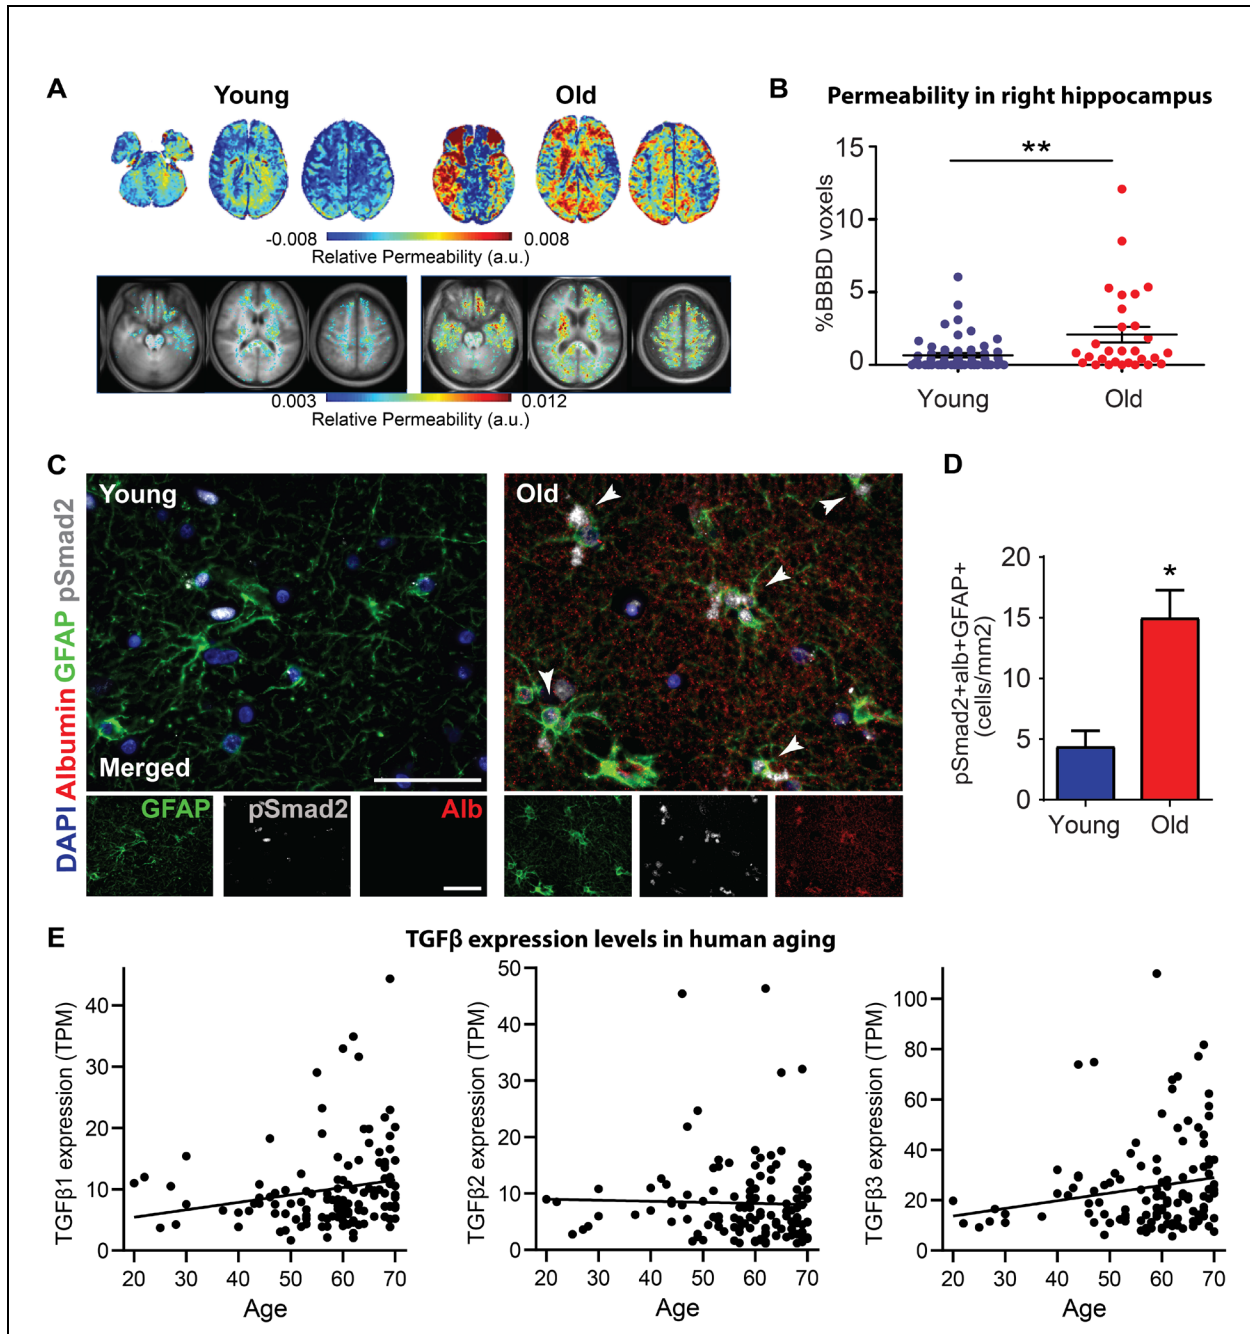 A
Young
Old
-0.008
0.008
Relative Permeability (a.u.)
0.003
0.012
Relative Permeability (a.u.)
B
Permeability in right hippocampus
**
%BBBD voxels
15
10
5
0
Young
Old
C
DAPI Albumin GFAP pSmad2
Young
Merged
Old
GFAP
pSmad2
Alb
D
pSmad2+alb+GFAP+
(cells/mm2)
20
15
10
5
0
*
Young
Old
E
TGFβ expression levels in human aging
TGFβ1 expression (TPM)
40
30
20
10
0
20 30 40 50 60 70
Age
TGFβ2 expression (TPM)
50
40
30
20
10
0
20 30 40 50 60 70
Age
TGFβ3 expression (TPM)
100
80
60
40
20
0
20 30 40 50 60 70
Age